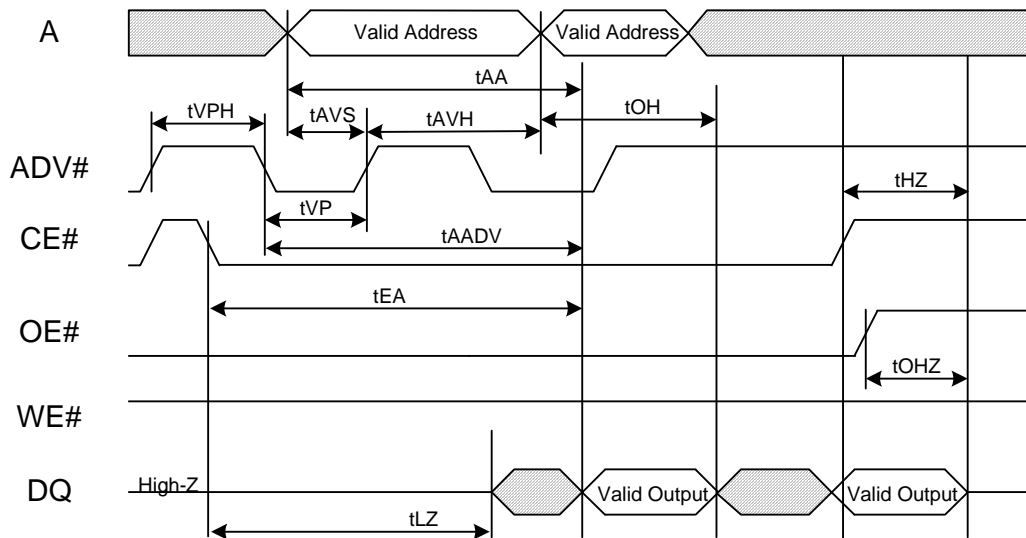 A
Valid Address
Valid Address
tAA
tVPH
tAVS
tAVH
tOH
ADV#
tHZ
tVP
CE#
tAADV
tEA
OE#
tOHZ
WE#
DQ
High-Z
Valid Output
Valid Output
tLZ